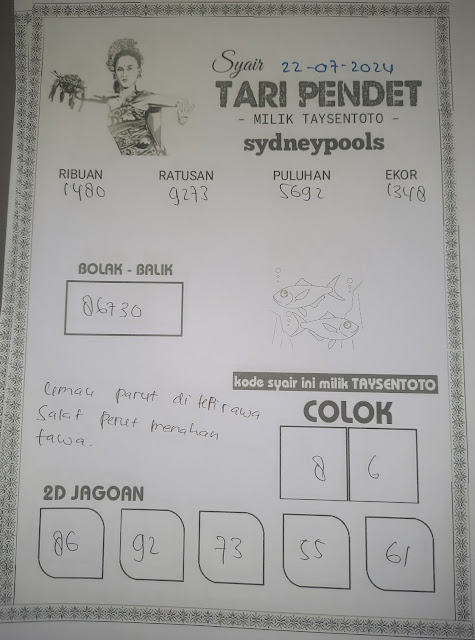 Syair 22-07-2024
TARI PENDET
- MILIK TAYSENTOTO -
sydneypools
RIBUAN RATUSAN PULUHAN EKOR
1480 9273 5692 1348
BOLAK - BALIK
86730
kode syair ini milik TAYSENTOTO
parut di tepi rawa
Sakit perut menahan
tawa.
COLOK
8 6
2D JAGOAN
86 92 73 55 61